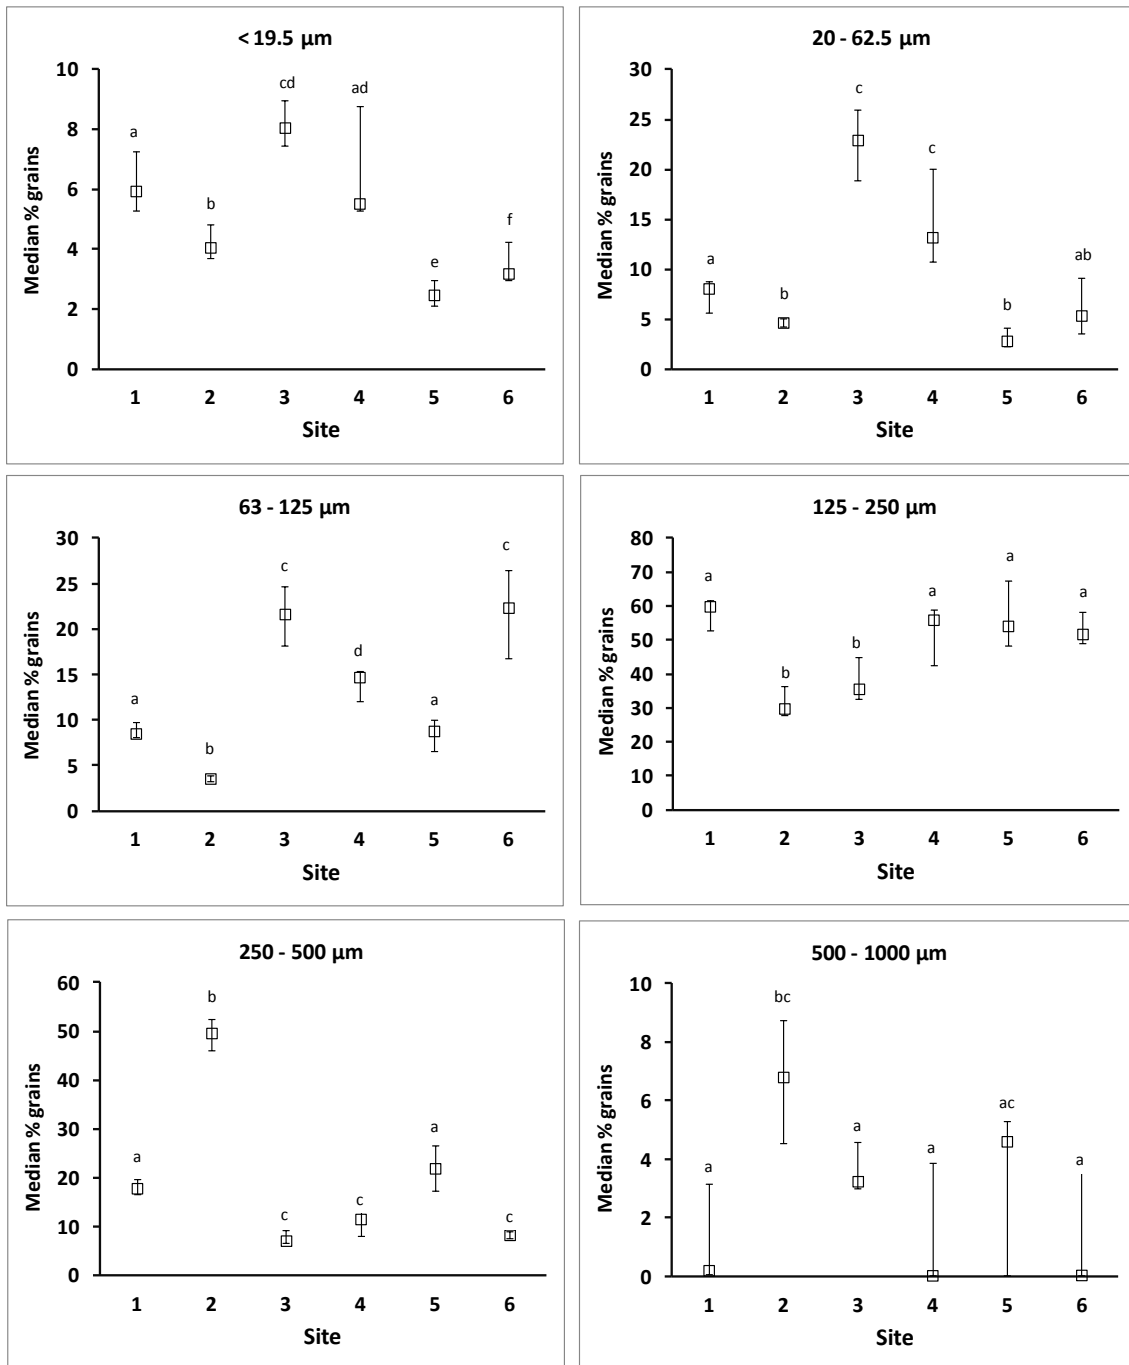 < 19.5 µm
10
8
6
4
2
0
Median % grains
a
b
cd
ad
e
f
1 2 3 4 5 6
Site
20 - 62.5 µm
30
25
20
15
10
5
0
Median % grains
a
b
c
c
b
ab
1 2 3 4 5 6
Site
63 - 125 µm
30
25
20
15
10
5
0
Median % grains
a
b
c
d
a
c
1 2 3 4 5 6
Site
125 - 250 µm
80
70
60
50
40
30
20
10
0
Median % grains
a
b
b
a
a
a
1 2 3 4 5 6
Site
250 - 500 µm
60
50
40
30
20
10
0
Median % grains
a
b
c
c
a
c
1 2 3 4 5 6
Site
500 - 1000 µm
10
8
6
4
2
0
Median % grains
a
bc
a
a
ac
a
1 2 3 4 5 6
Site